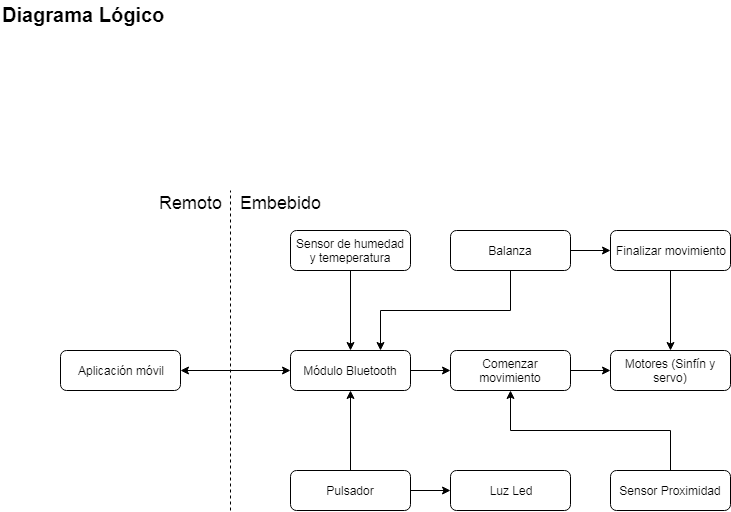 Diagrama Lógico
Remoto
Embebido
Sensor de humedad
y temeperatura
Balanza
Finalizar movimiento
Aplicación móvil
Módulo Bluetooth
Comenzar
movimiento
Motores (Sinfín y
servo)
Pulsador
Luz Led
Sensor Proximidad